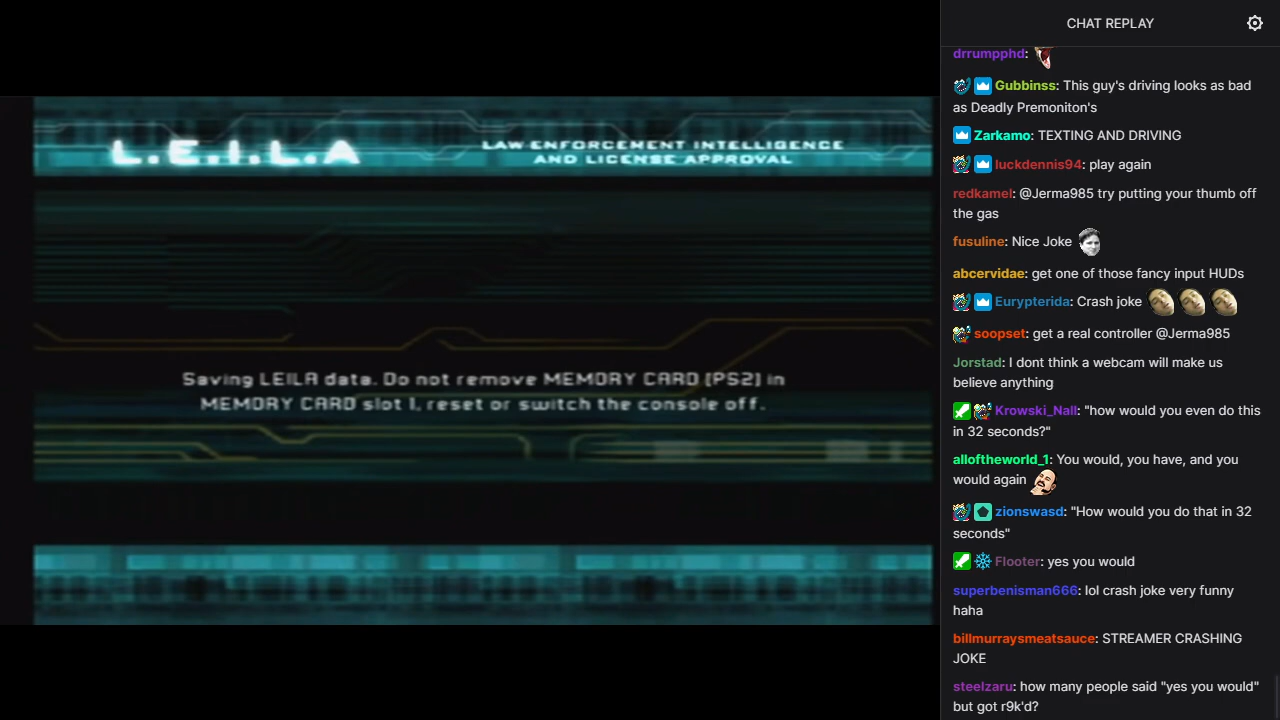 L.E.I.L.A
LAW ENFORCEMENT INTELLIGENCE
AND LICENSE APPROVAL
Saving LEILA data. Do not remove MEMORY CARD (PS2) in
MEMORY CARD slot 1, reset or switch the console off.
CHAT REPLAY
drrumpphd:
Gubbinss: This guy's driving looks as bad
as Deadly Premoniton's
Zarkamo: TEXTING AND DRIVING
luckdennis94: play again
redkamel: @Jerma985 try putting your thumb off
the gas
fusuline: Nice Joke
abcervidae: get one of those fancy input HUDs
Eurypterida: Crash joke
soopset: get a real controller @Jerma985
Jorstad: I dont think a webcam will make us
believe anything
Krowski_Nall: "how would you even do this
in 32 seconds?"
alloftheworld_1: You would, you have, and you
would again
zionswasd: "How would you do that in 32
seconds"
Flooter: yes you would
superbenisman666: lol crash joke very funny
haha
billmurraysmeatsauce: STREAMER CRASHING
JOKE
steelzaru: how many people said "yes you would"
but got r9k'd?